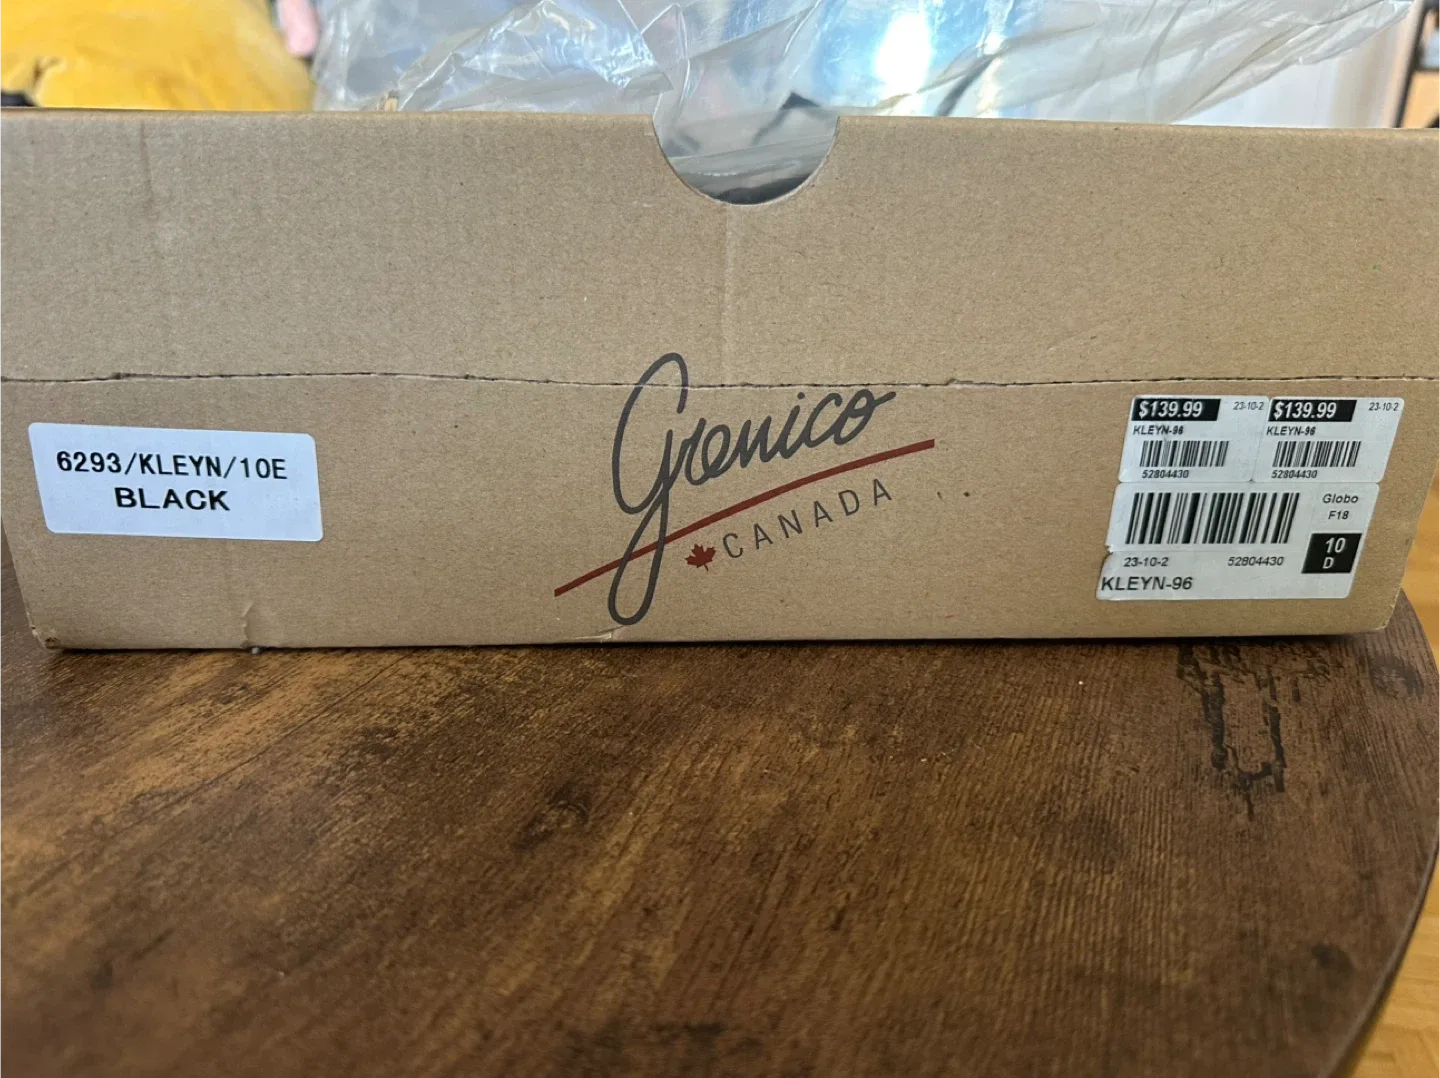 6293/KLEYN/10E
BLACK
Grenico
CANADA
$139.99 23-10-2
KLEYN-96
52804430
$139.99 23-10-2
KLEYN-96
52804430
Globo
F18
23-10-2 52804430
10
D
KLEYN-96